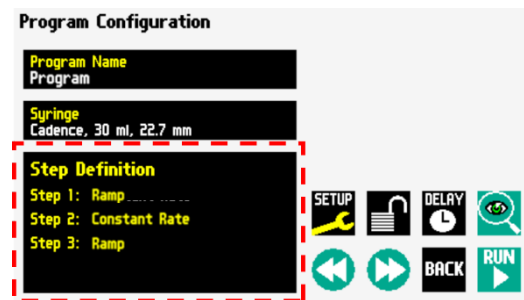 Program Configuration
Program Name
Program
Syringe
Cadence, 30 ml, 22.7 mm
Step Definition
Step 1: Ramp
Step 2: Constant Rate
Step 3: Ramp
SETUP
DELAY
BACK
RUN